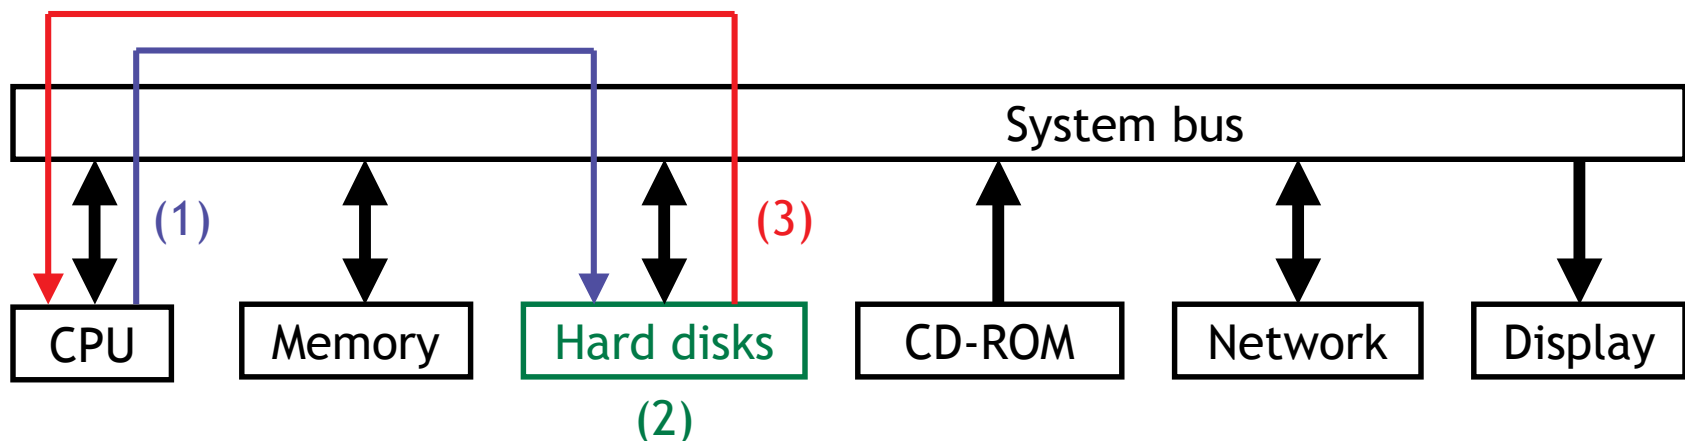 System bus
(1)
(3)
CPU
Memory
Hard disks
CD-ROM
Network
Display
(2)